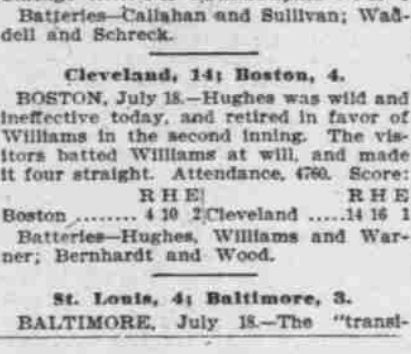 Batteries—Callahan and Sullivan; Wad-
dell and Schreck.
Cleveland, 14; Boston, 4.
BOSTON, July 18.—Hughes was wild and
ineffective today, and retired in favor of
Williams in the second inning. The vis-
itors batted Williams at will, and made
it four straight. Attendance, 4760. Score:
R H E| R H E
Boston ........ 4 10 2|Cleveland .....14 16 1
Batteries—Hughes, Williams and War-
ner; Bernhardt and Wood.
St. Louis, 4; Baltimore, 3.
BALTIMORE, July 18.—The "transi-